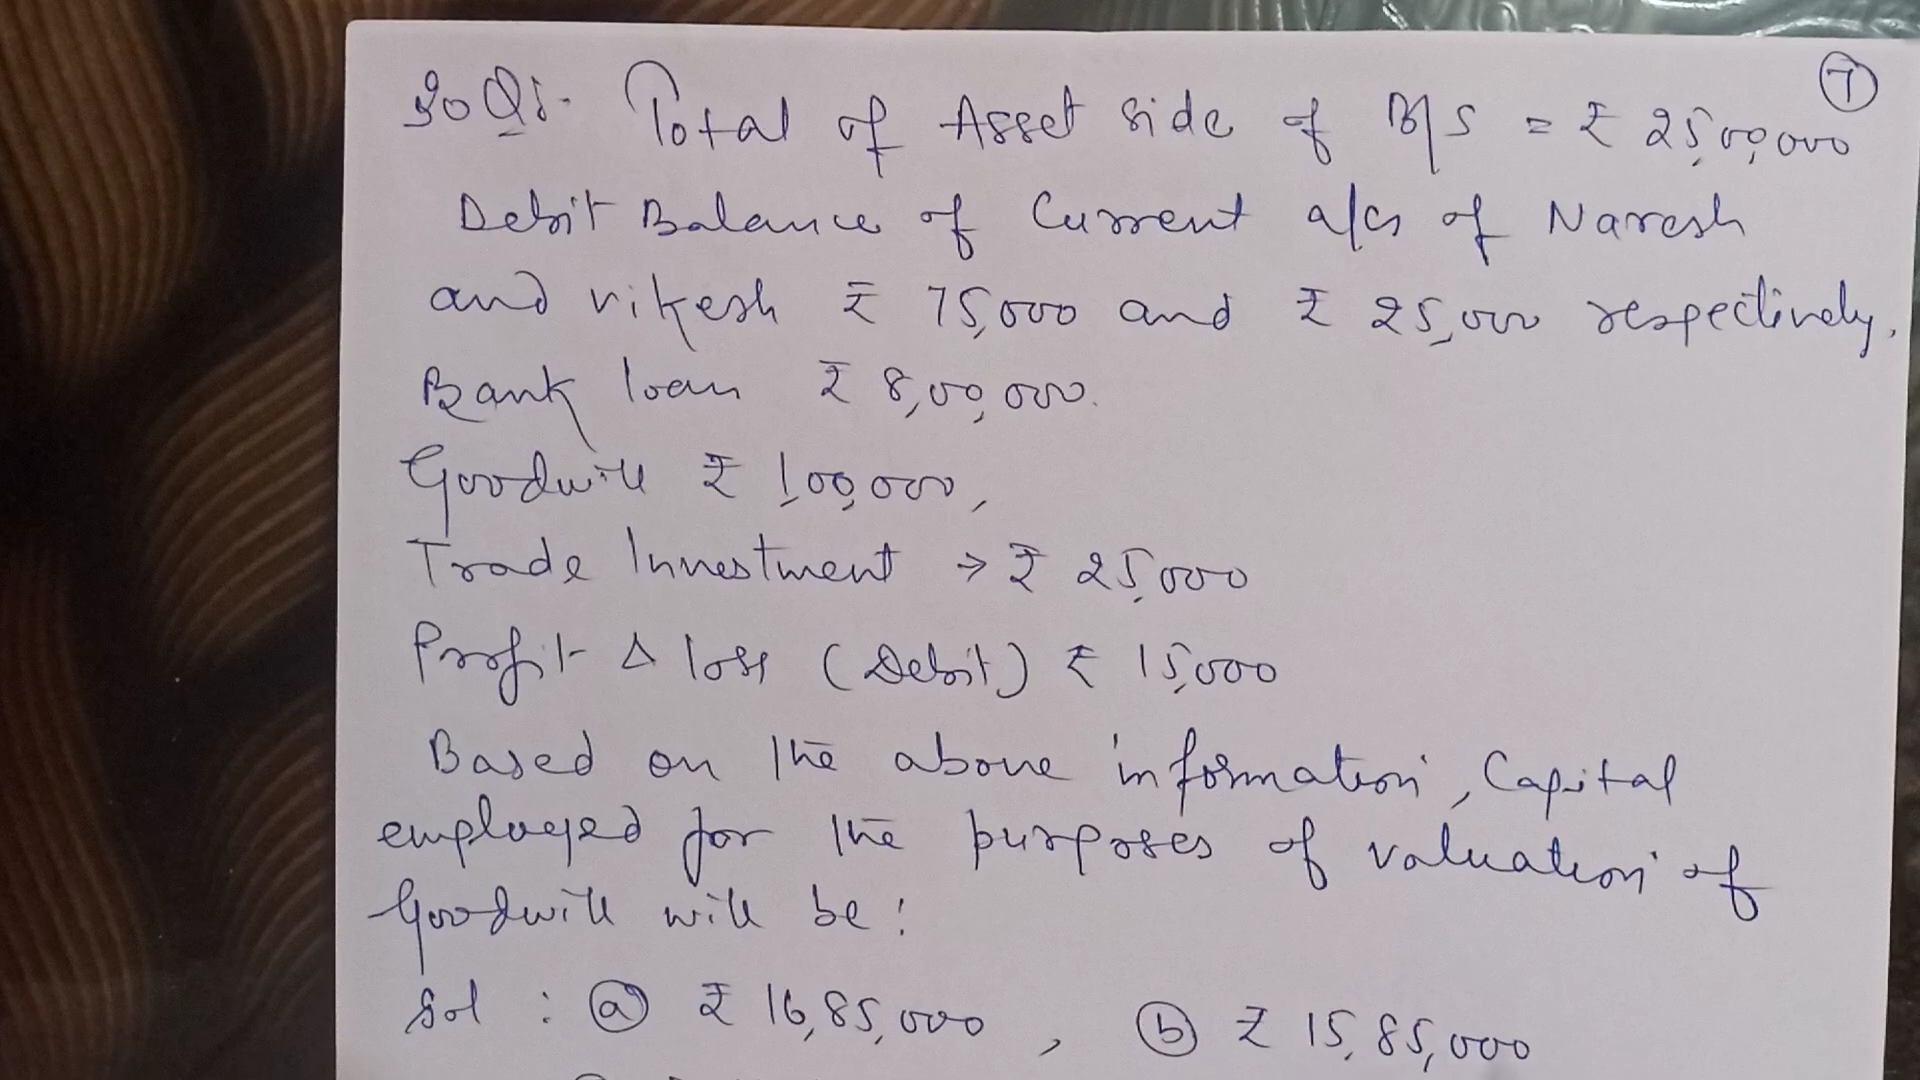 ⑦
30 Q:- Total of Asset side of B/S = ₹ 25,00,000
Debit Balance of Current a/cs of Naresh
and vikesh ₹ 75,000 and ₹ 25,000 respectively.
Bank loan ₹ 8,00,000.
Goodwill ₹ 1,00,000,
Trade Investment → ₹ 25,000
Profit & loss (Debit) ₹ 15,000
Based on the above information, Capital
employed for the purposes of valuation of
Goodwill will be:
Sol : ⓐ ₹ 16,85,000 , ⓑ ₹ 15,85,000